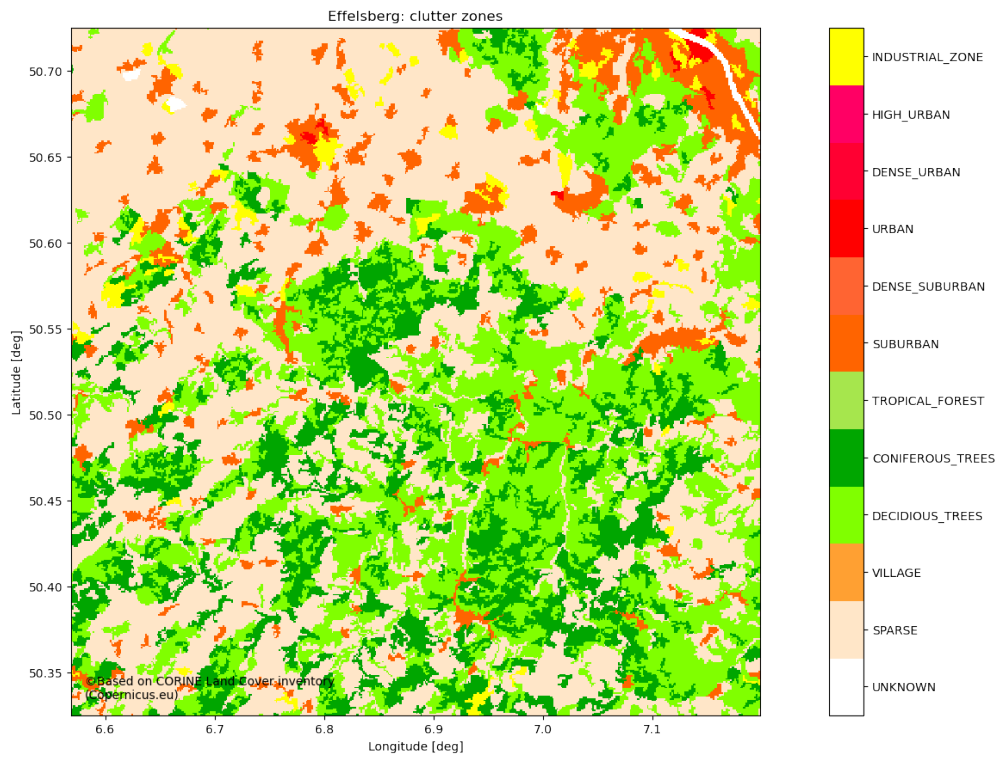 Effelsberg: clutter zones
50.70
50.65
50.60
50.55
50.50
50.45
50.40
50.35
Latitude [deg]
6.6
6.7
6.8
6.9
7.0
7.1
Longitude [deg]
©Based on CORINE Land Cover inventory
(Copernicus.eu)
INDUSTRIAL_ZONE
HIGH_URBAN
DENSE_URBAN
URBAN
DENSE_SUBURBAN
SUBURBAN
TROPICAL_FOREST
CONIFEROUS_TREES
DECIDIOUS_TREES
VILLAGE
SPARSE
UNKNOWN